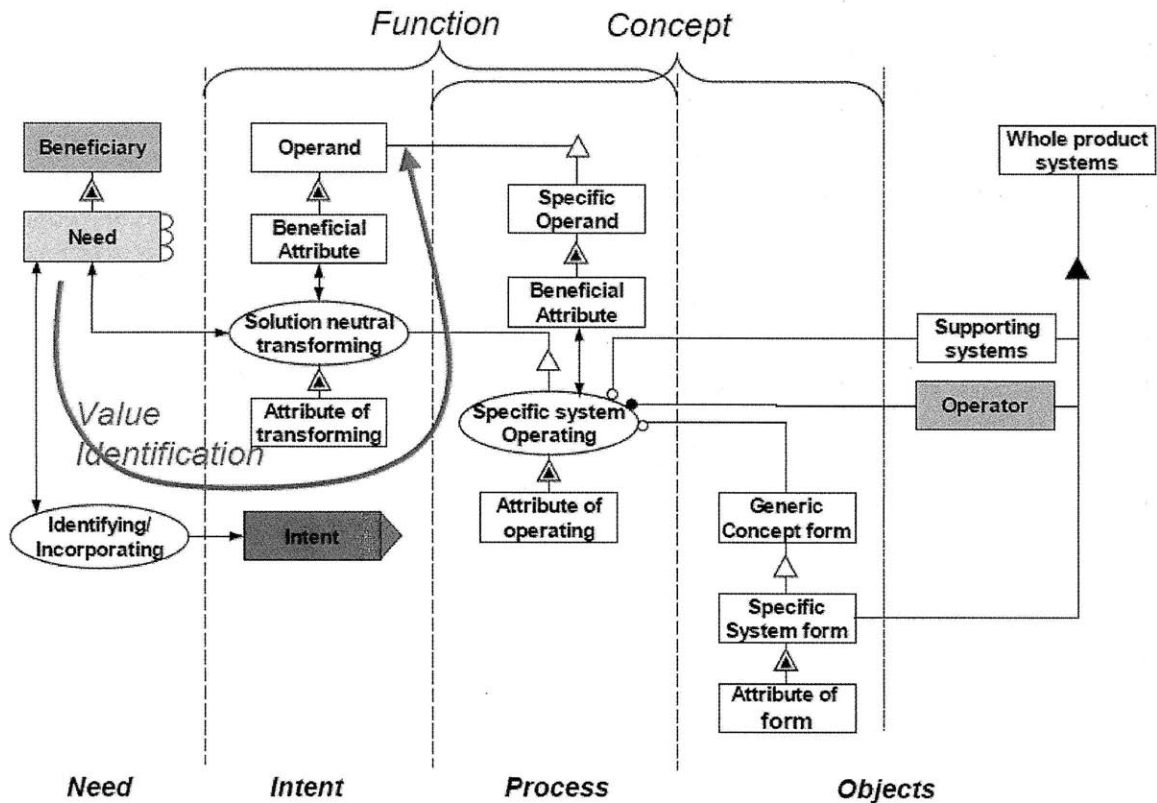 Function
Concept
Beneficiary
Need
Operand
Beneficial
Attribute
Solution neutral
transforming
Attribute of
transforming
Value
Identification
Identifying/
Incorporating
Intent
Specific
Operand
Beneficial
Attribute
Specific system
Operating
Attribute of
operating
Whole product
systems
Supporting
systems
Operator
Generic
Concept form
Specific
System form
Attribute of
form
Need
Intent
Process
Objects